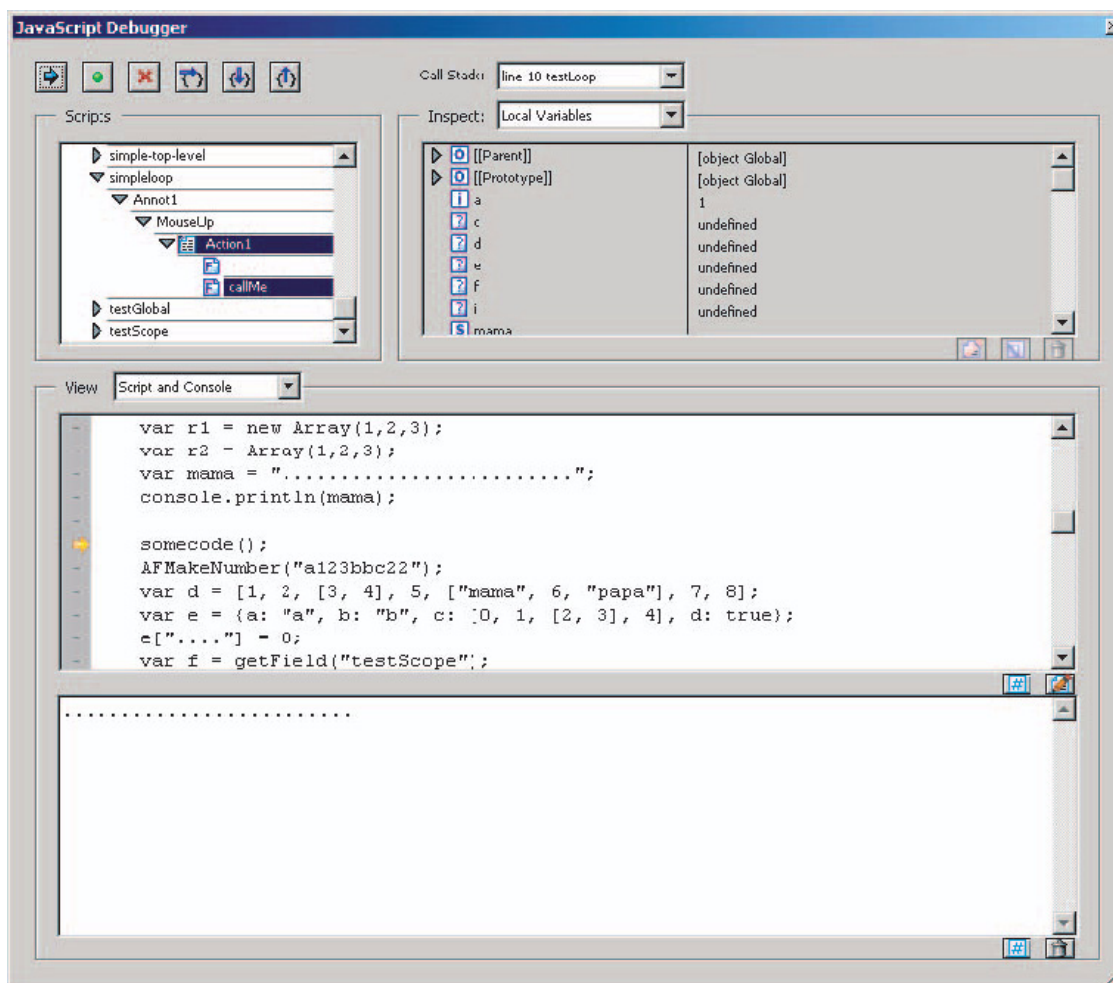 JavaScript Debugger
Call Stack: line 10 testLoop
Scripts
simple-top-level
simpleloop
Annot1
MouseUp
Action1
callMe
testGlobal
testScope
Inspect: Local Variables
[[Parent]] [object Global]
[[Prototype]] [object Global]
a 1
c undefined
d undefined
e undefined
f undefined
i undefined
mama
View Script and Console
var r1 = new Array(1,2,3);
var r2 = Array(1,2,3);
var mama = ".........................";
console.println(mama);
somecode();
AFMakeNumber("a123bbc22");
var d = [1, 2, [3, 4], 5, ["mama", 6, "papa"], 7, 8];
var e = {a: "a", b: "b", c: [0, 1, [2, 3], 4], d: true};
e["...."] = 0;
var f = getField("testScope");
.........................